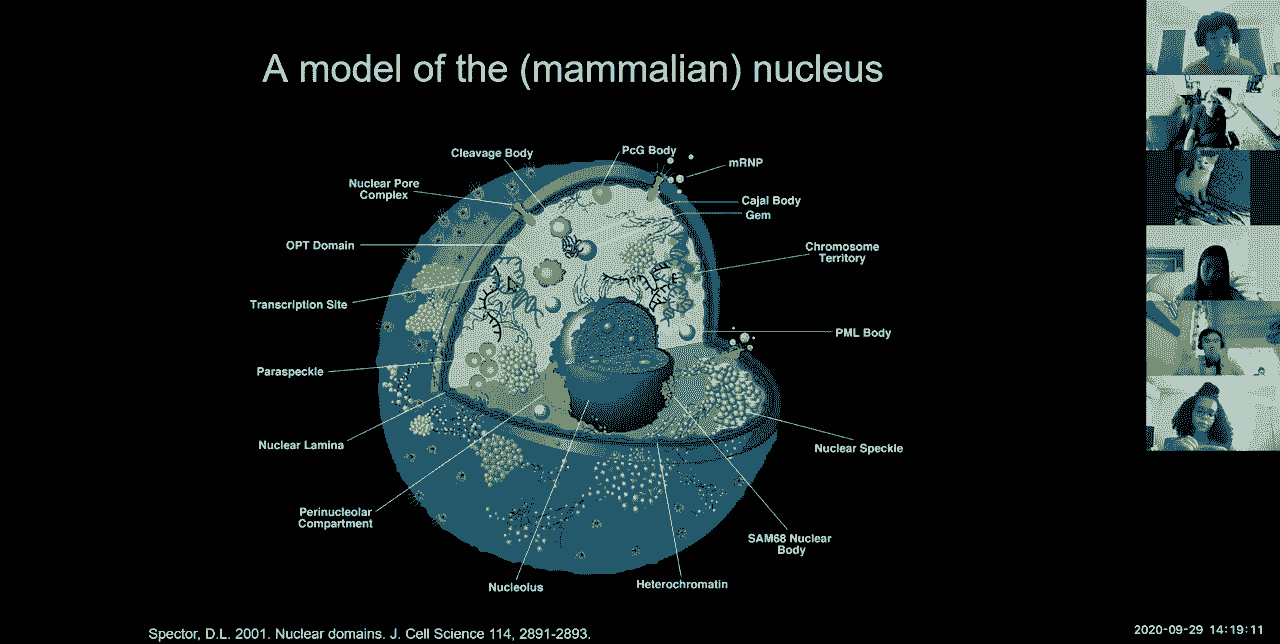 A model of the (mammalian) nucleus
Cleavage Body
PcG Body
mRNP
Nuclear Pore
Complex
Cajal Body
Gem
OPT Domain
Chromosome
Territory
Transcription Site
PML Body
Paraspeckle
Nuclear Lamina
Nuclear Speckle
Perinucleolar
Compartment
SAM68 Nuclear
Body
Nucleolus
Heterochromatin
Spector, D.L. 2001. Nuclear domains. J. Cell Science 114, 2891-2893.
2020-09-29 14:19:11